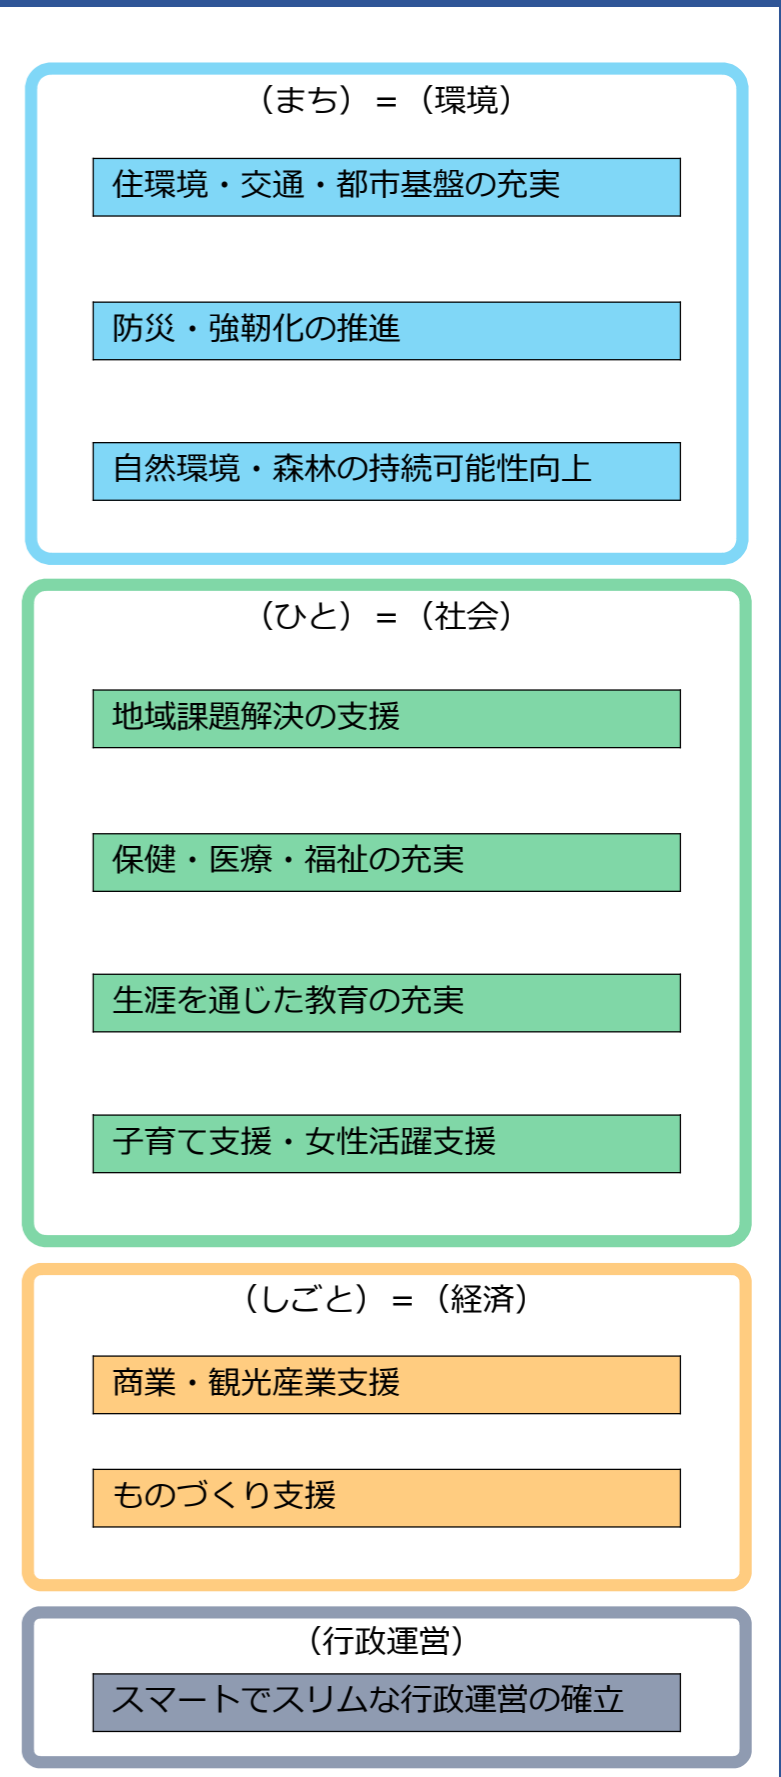 （まち）＝（環境）
住環境・交通・都市基盤の充実
防災・強靭化の推進
自然環境・森林の持続可能性向上
（ひと）＝（社会）
地域課題解決の支援
保健・医療・福祉の充実
生涯を通じた教育の充実
子育て支援・女性活躍支援
（しごと）＝（経済）
商業・観光産業支援
ものづくり支援
（行政運営）
スマートでスリムな行政運営の確立